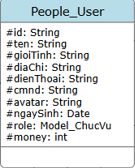 People_User
#id: String
#ten: String
#gioiTinh: String
#diaChi: String
#dienThoai: String
#cmnd: String
#avatar: String
#ngaySinh: Date
#role: Model_ChucVu
#money: int